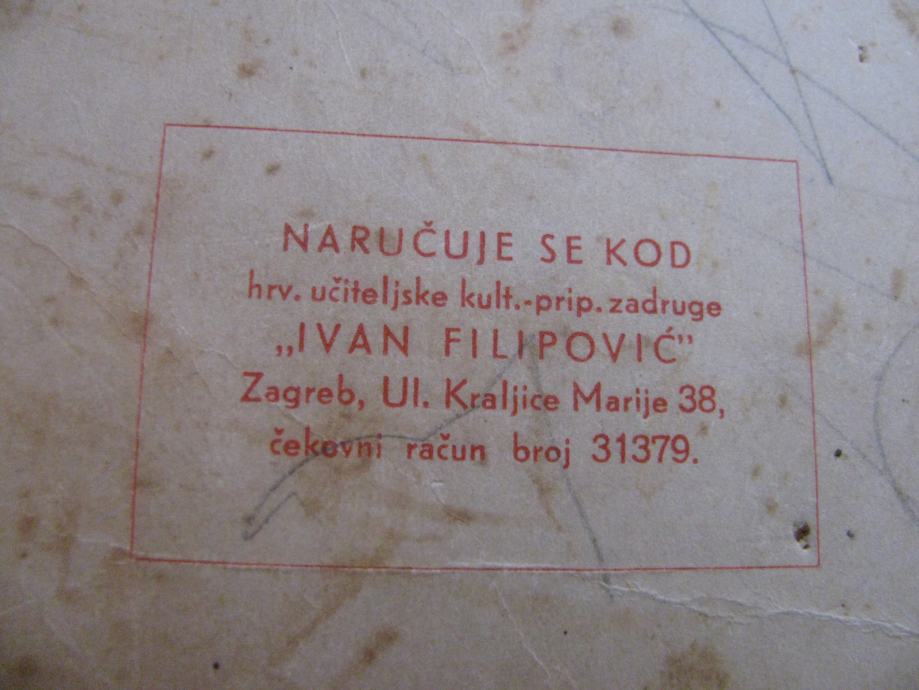 NARUČUJE SE KOD
hrv. učiteljske kult.-prip. zadruge
„IVAN FILIPOVIĆ”
Zagreb, Ul. Kraljice Marije 38,
čekovni račun broj 31379.